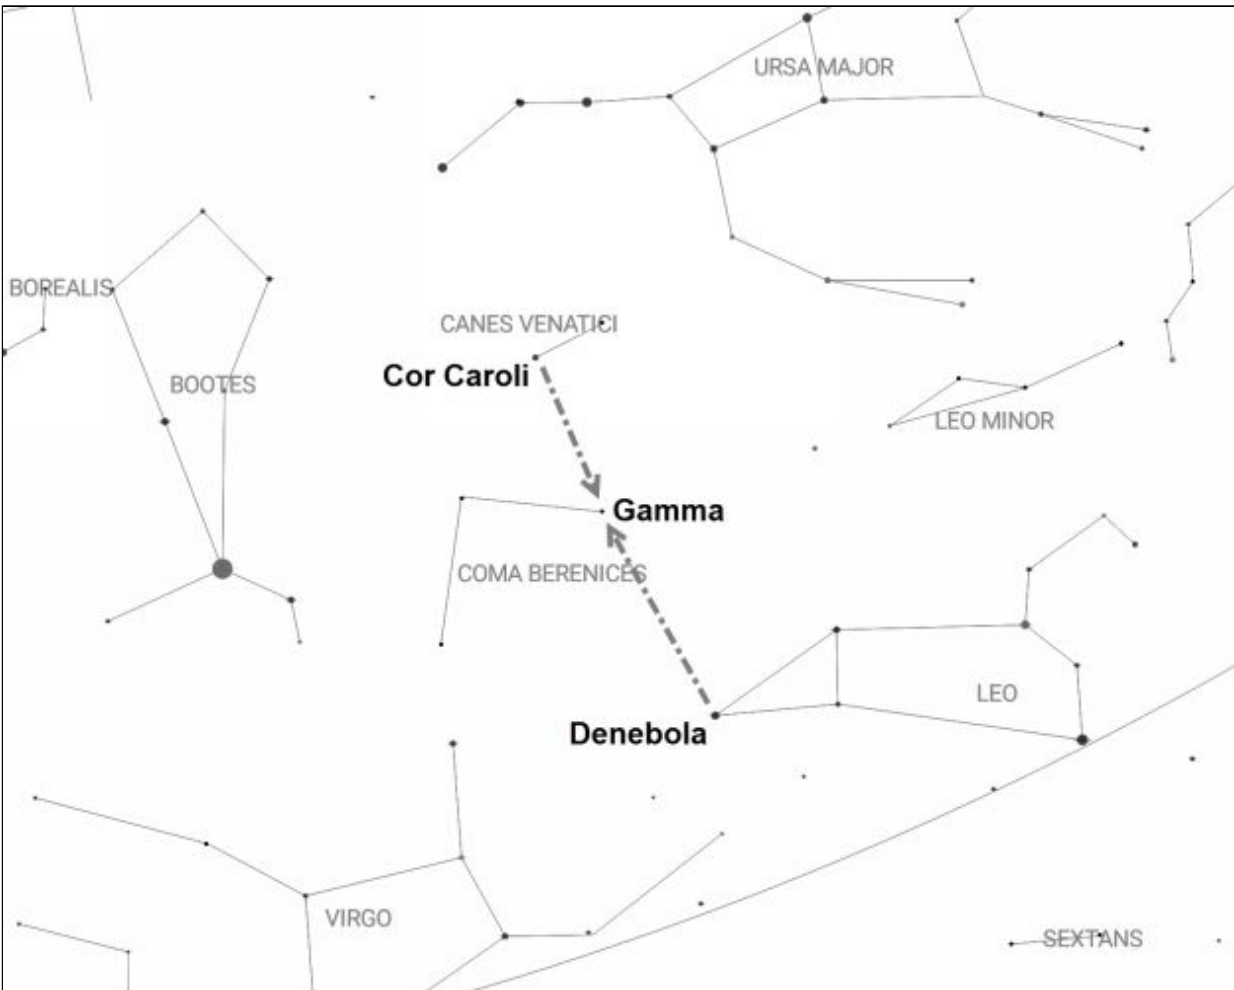 URSA MAJOR
BOREALIS
CANES VENATICI
Cor Caroli
BOOTES
LEO MINOR
Gamma
COMA BERENICES
LEO
Denebola
VIRGO
SEXTANS